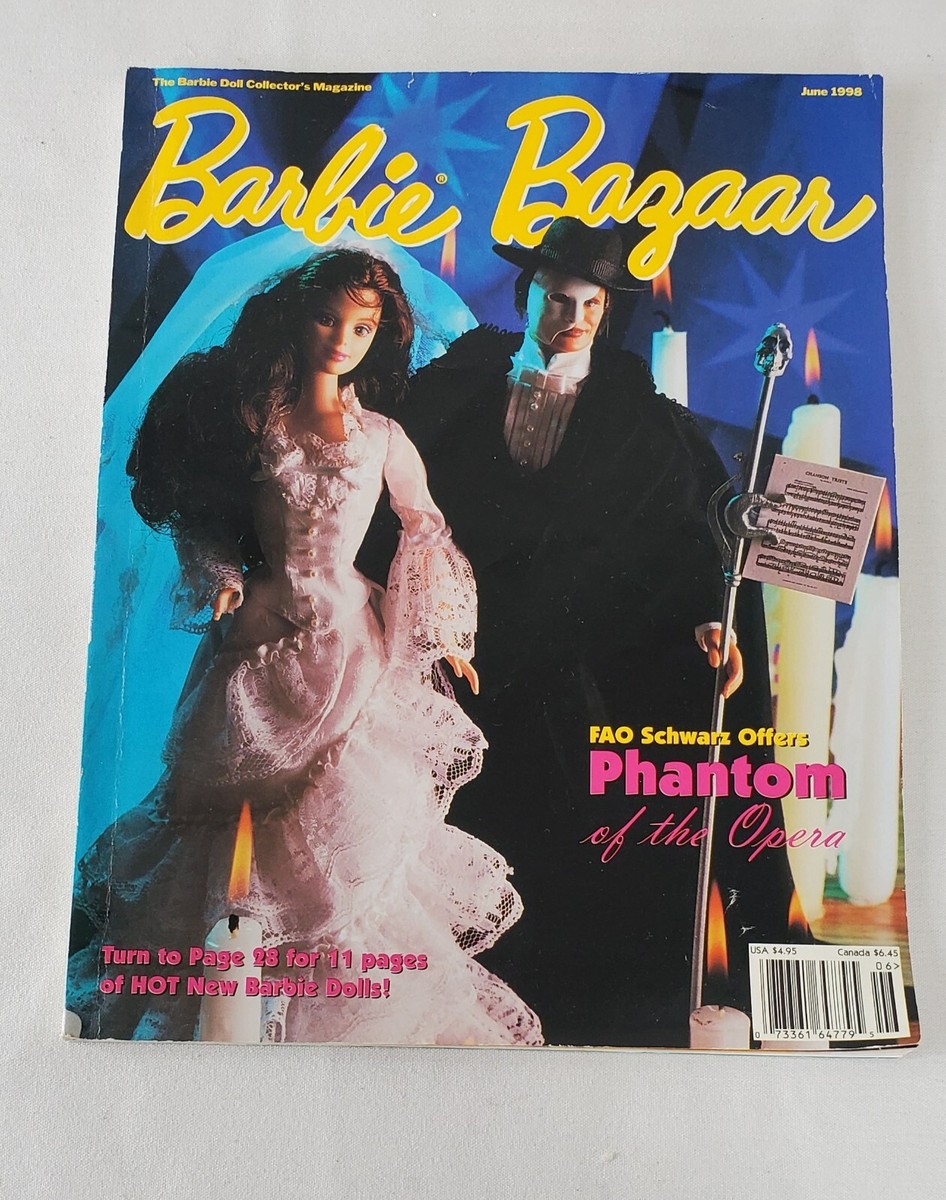 The Barbie Doll Collector's Magazine
June 1998
Barbie® Bazaar
CHANSON TRISTE
FAO Schwarz Offers
Phantom
of the Opera
Turn to Page 28 for 11 pages
of HOT New Barbie Dolls!
USA $4.95 Canada $6.45
06>
0 73361 64779 5